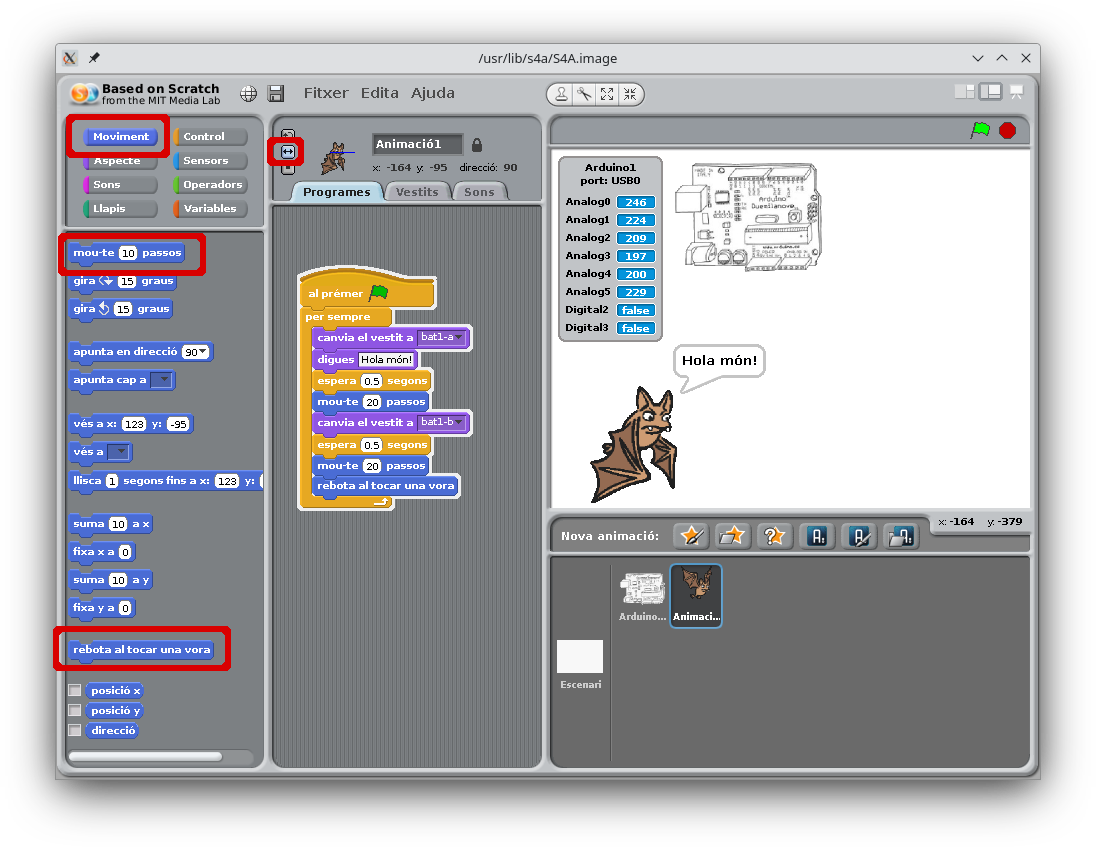 /usr/lib/s4a/S4A.image
Based on Scratch
from the MIT Media Lab
Fitxer Edita Ajuda
Moviment Control
Aspecte Sensors
Sons Operadors
Llapis Variables
mou-te 10 passos
gira 15 graus
gira 15 graus
apunta en direcció 90
apunta cap a
vés a x: 123 y: -95
vés a
llisca 1 segons fins a x: 123 y:
suma 10 a x
fixa x a 0
suma 10 a y
fixa y a 0
rebota al tocar una vora
posició x
posició y
direcció
Animació1
x: -164 y: -95 direcció: 90
Programes Vestits Sons
al prémer
per sempre
canvia el vestit a bat1-a
digues Hola món!
espera 0.5 segons
mou-te 20 passos
canvia el vestit a bat1-b
espera 0.5 segons
mou-te 20 passos
rebota al tocar una vora
Arduino1
port: USB0
Analog0 246
Analog1 224
Analog2 209
Analog3 197
Analog4 200
Analog5 229
Digital2 false
Digital3 false
Arduino
Duemilanove
Hola món!
x: -164 y: -379
Nova animació:
Arduino...
Animaci...
Escenari